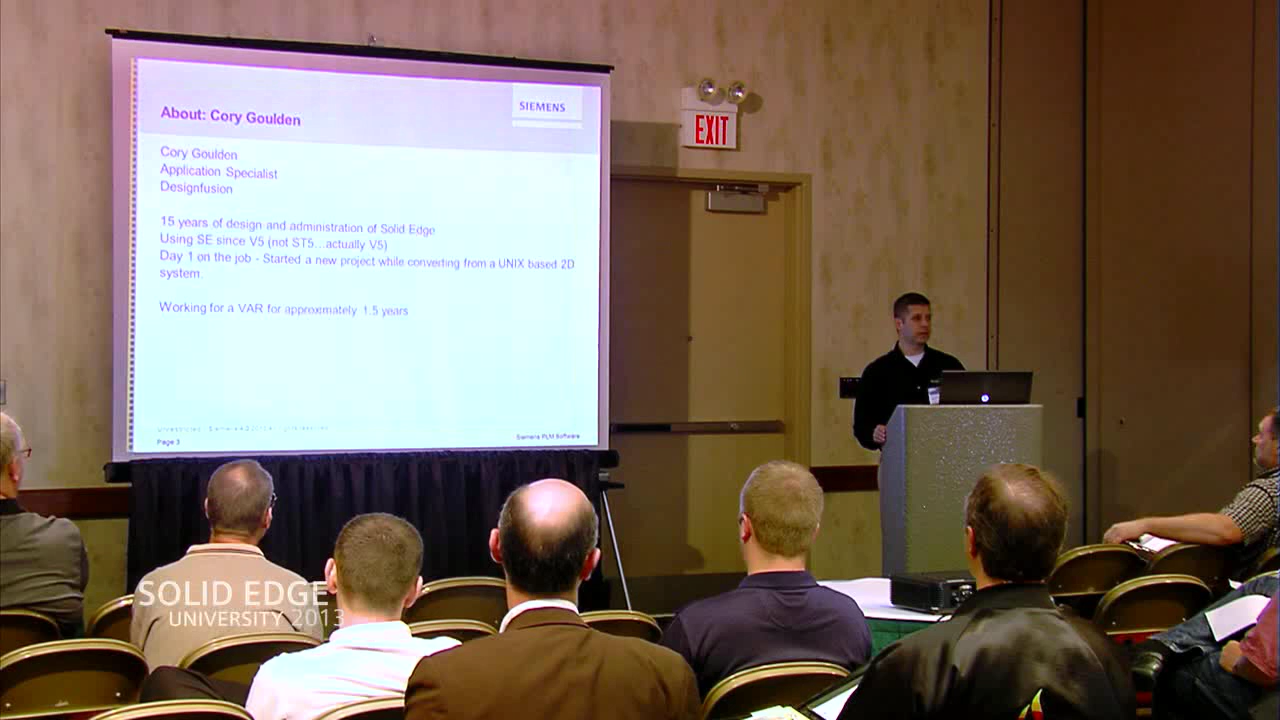 About: Cory Goulden
SIEMENS
Cory Goulden
Application Specialist
Designfusion
15 years of design and administration of Solid Edge
Using SE since V5 (not ST5...actually V5)
Day 1 on the job - Started a new project while converting from a UNIX based 2D
system.
Working for a VAR for approximately 1.5 years
Page 3
Siemens PLM Software
EXIT
SOLID EDGE
UNIVERSITY 2013